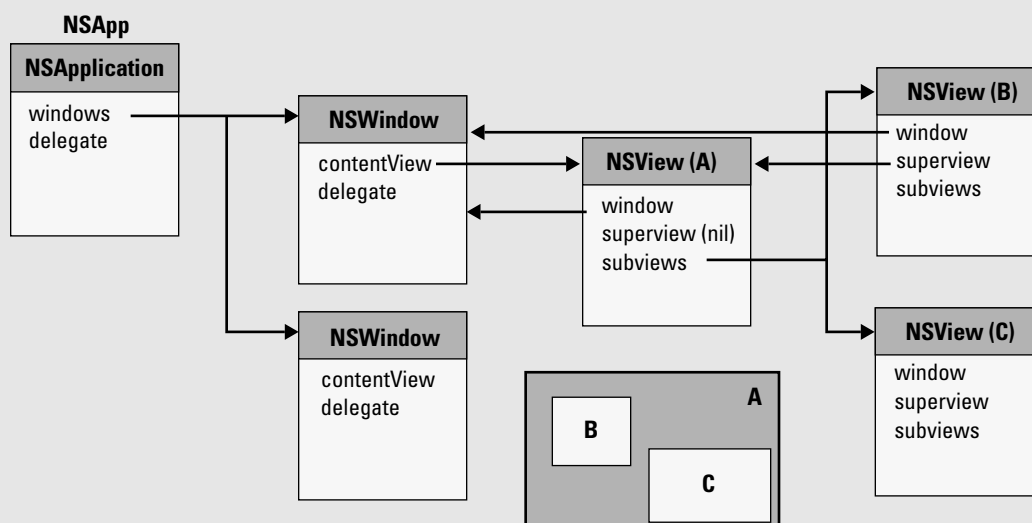 NSApp
NSApplication
windows
delegate
NSWindow
contentView
delegate
NSWindow
contentView
delegate
NSView (A)
window
superview (nil)
subviews
NSView (B)
window
superview
subviews
NSView (C)
window
superview
subviews
A
B
C